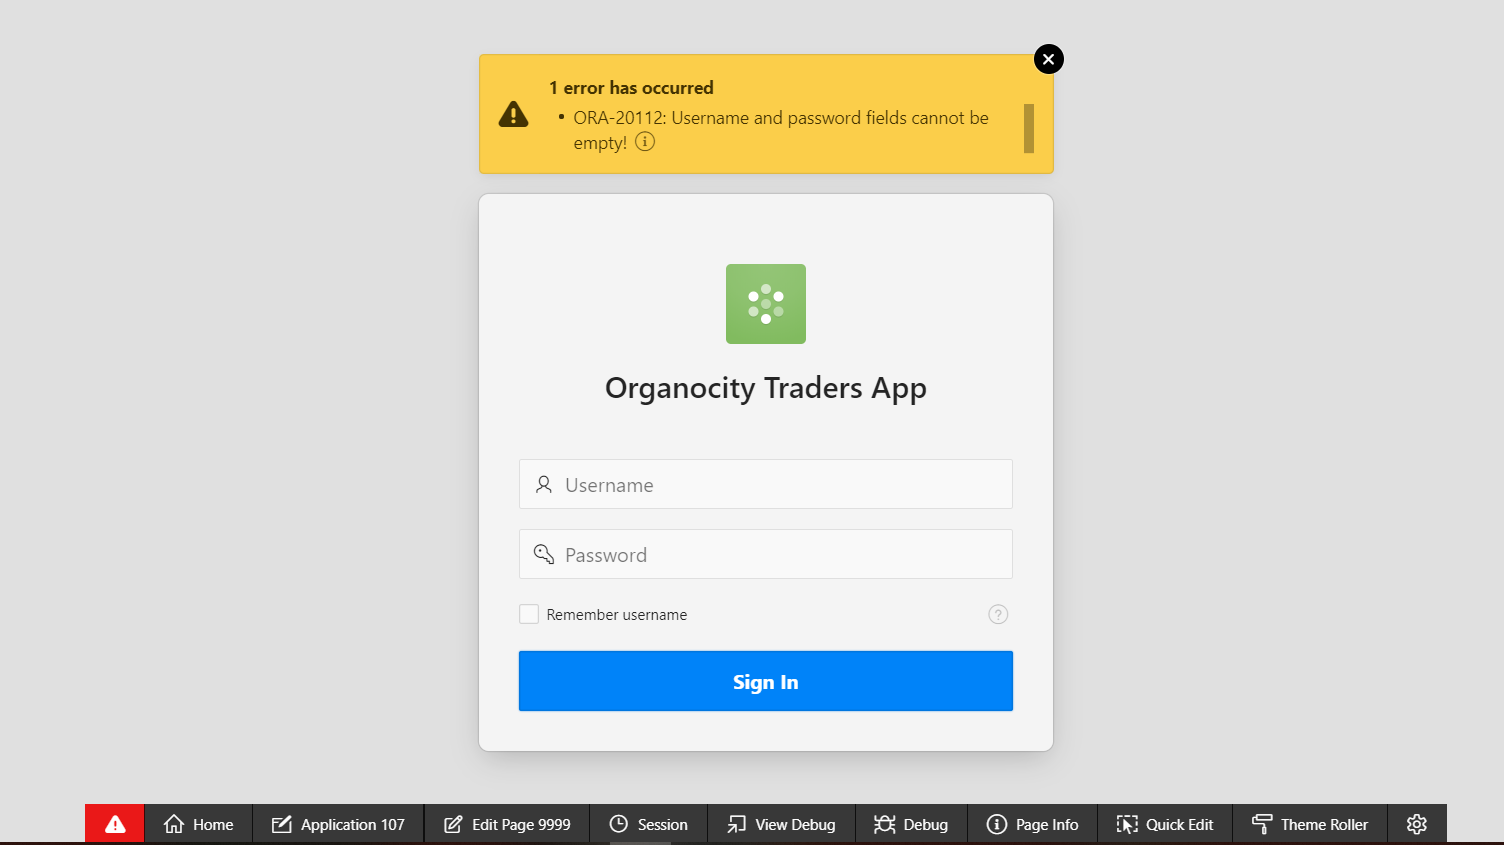 1 error has occurred
• ORA-20112: Username and password fields cannot be
empty!
Organocity Traders App
Username
Password
Remember username
Sign In
Home Application 107 Edit Page 9999 Session View Debug Debug Page Info Quick Edit Theme Roller